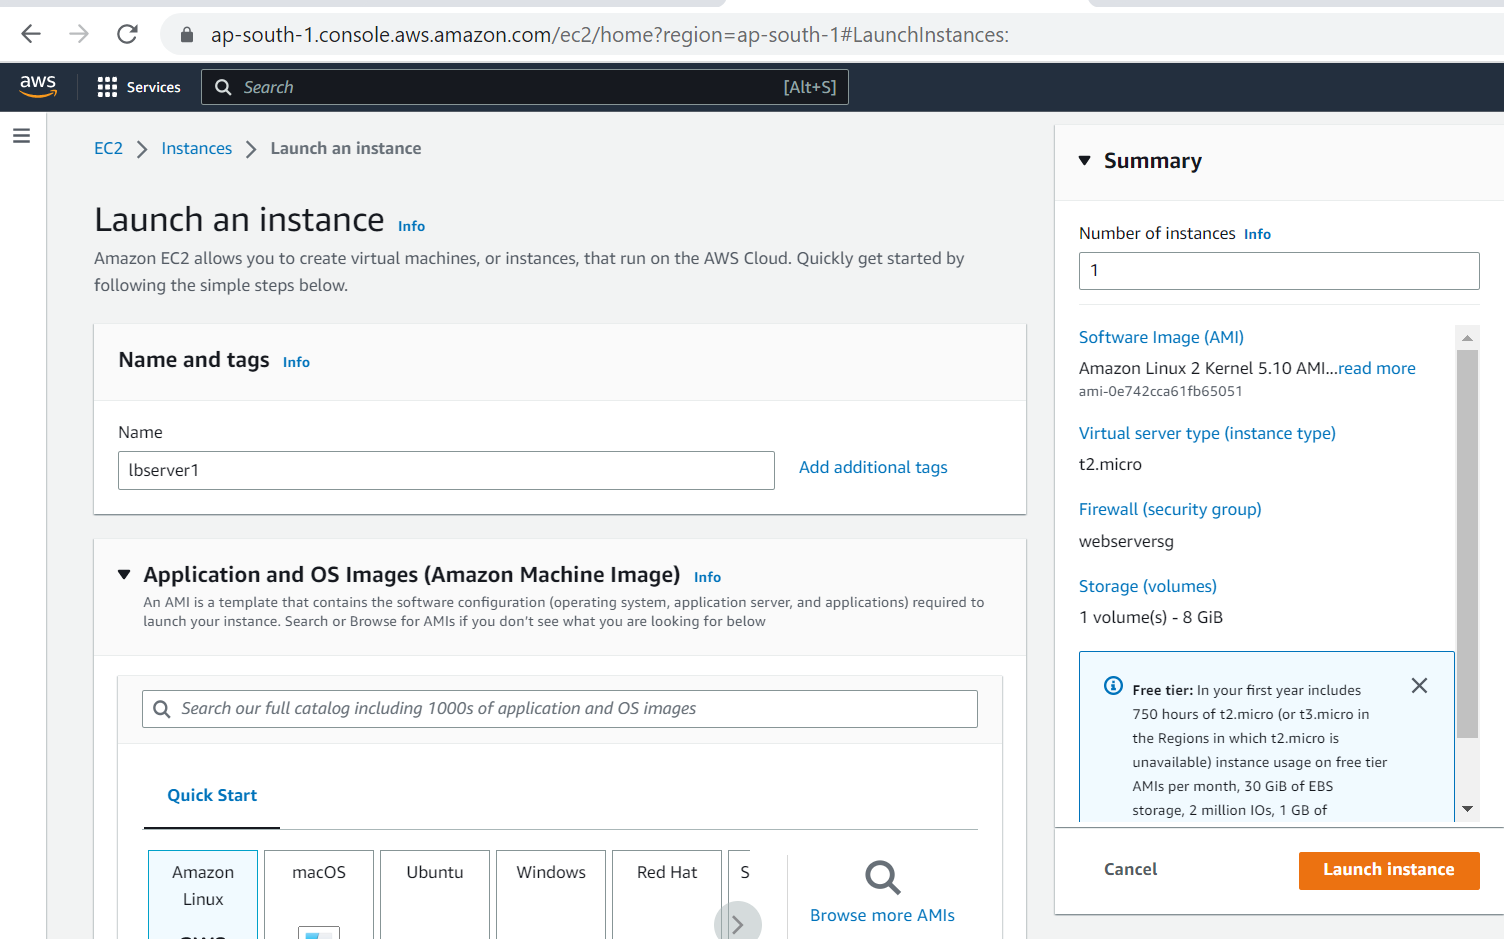 ap-south-1.console.aws.amazon.com/ec2/home?region=ap-south-1#LaunchInstances:
aws
Services
Search
[Alt+S]
EC2 > Instances > Launch an instance
Launch an instance Info
Amazon EC2 allows you to create virtual machines, or instances, that run on the AWS Cloud. Quickly get started by
following the simple steps below.
Name and tags Info
Name
lbserver1
Add additional tags
Application and OS Images (Amazon Machine Image) Info
An AMI is a template that contains the software configuration (operating system, application server, and applications) required to
launch your instance. Search or Browse for AMIs if you don't see what you are looking for below
Search our full catalog including 1000s of application and OS images
Quick Start
Amazon
Linux
macOS
Ubuntu
Windows
Red Hat
S
Browse more AMIs
Summary
Number of instances Info
1
Software Image (AMI)
Amazon Linux 2 Kernel 5.10 AMI...read more
ami-0e742cca61fb65051
Virtual server type (instance type)
t2.micro
Firewall (security group)
webserversg
Storage (volumes)
1 volume(s) - 8 GiB
Free tier: In your first year includes
750 hours of t2.micro (or t3.micro in
the Regions in which t2.micro is
unavailable) instance usage on free tier
AMIs per month, 30 GiB of EBS
storage, 2 million IOs, 1 GB of
Cancel
Launch instance